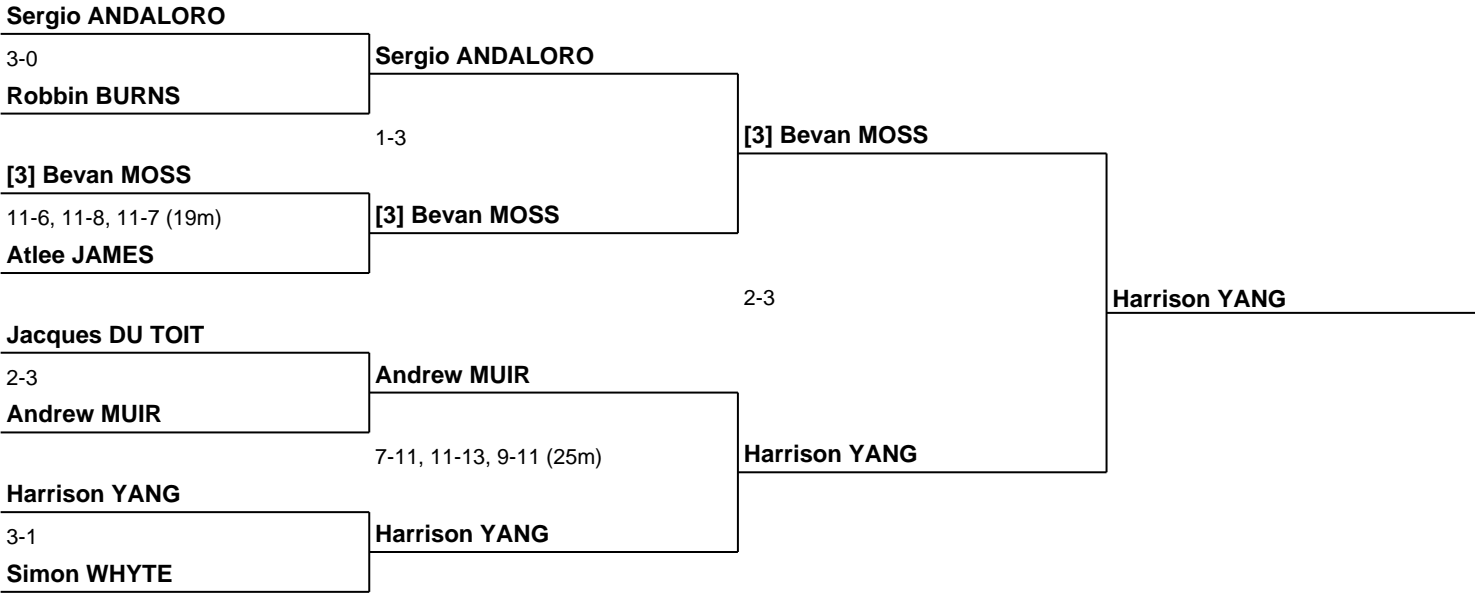 Sergio ANDALORO
3-0
Sergio ANDALORO
Robbin BURNS
1-3
[3] Bevan MOSS
[3] Bevan MOSS
11-6, 11-8, 11-7 (19m)
[3] Bevan MOSS
Atlee JAMES
2-3
Harrison YANG
Jacques DU TOIT
2-3
Andrew MUIR
Andrew MUIR
7-11, 11-13, 9-11 (25m)
Harrison YANG
Harrison YANG
3-1
Harrison YANG
Simon WHYTE